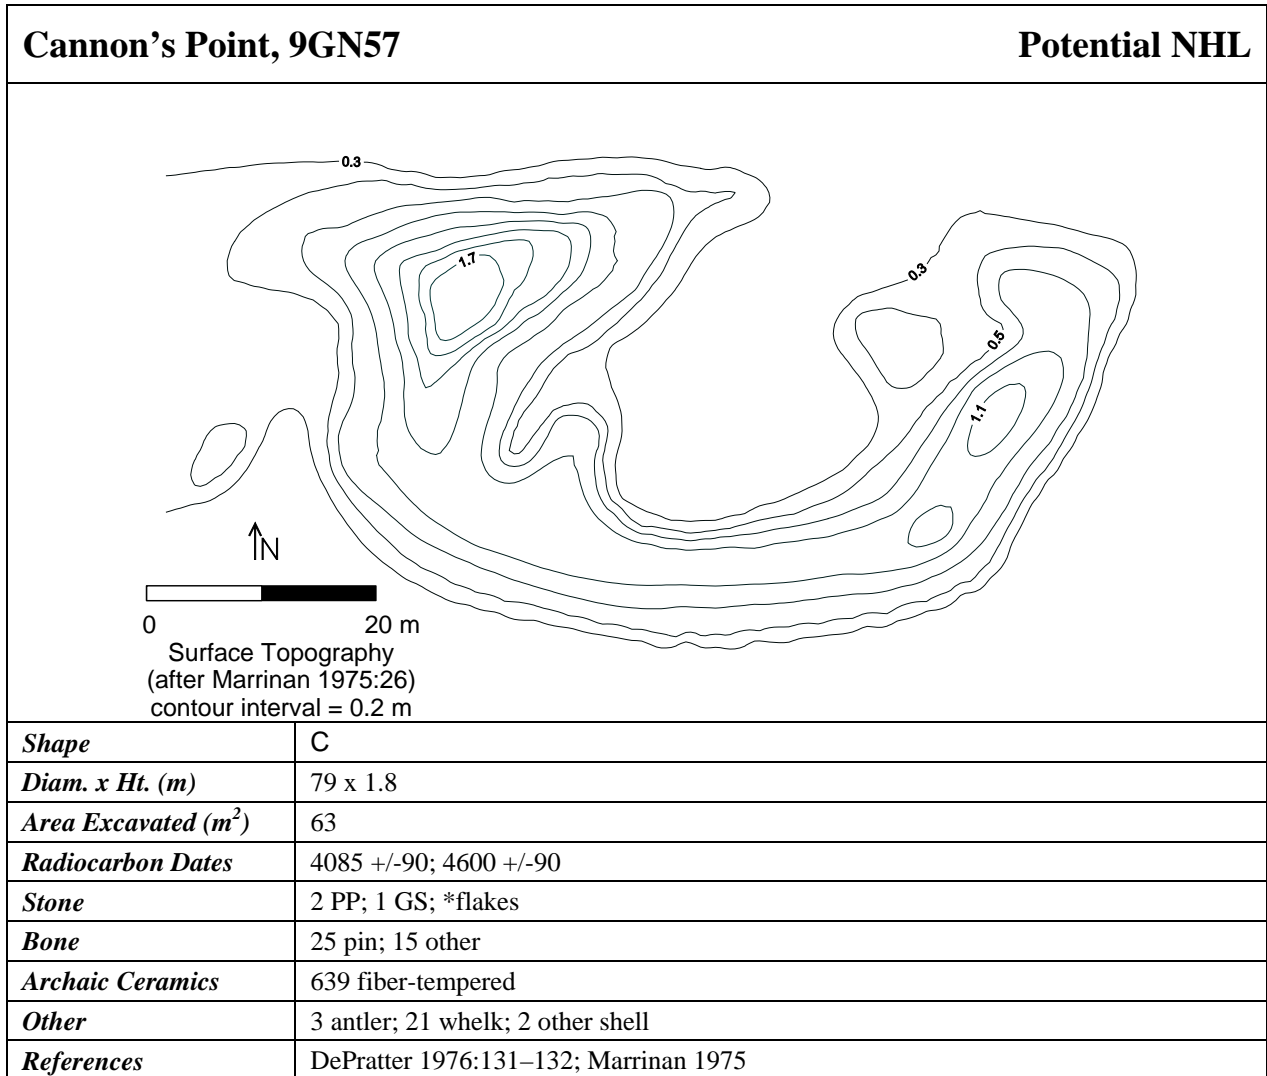 Cannon's Point, 9GN57 Potential NHL
0.3
1.7
0.3
0.5
1.1
N
0 20 m
Surface Topography
(after Marrinan 1975:26)
contour interval = 0.2 m
Shape C
Diam. x Ht. (m) 79 x 1.8
Area Excavated (m²) 63
Radiocarbon Dates 4085 +/-90; 4600 +/-90
Stone 2 PP; 1 GS; *flakes
Bone 25 pin; 15 other
Archaic Ceramics 639 fiber-tempered
Other 3 antler; 21 whelk; 2 other shell
References DePratter 1976:131–132; Marrinan 1975